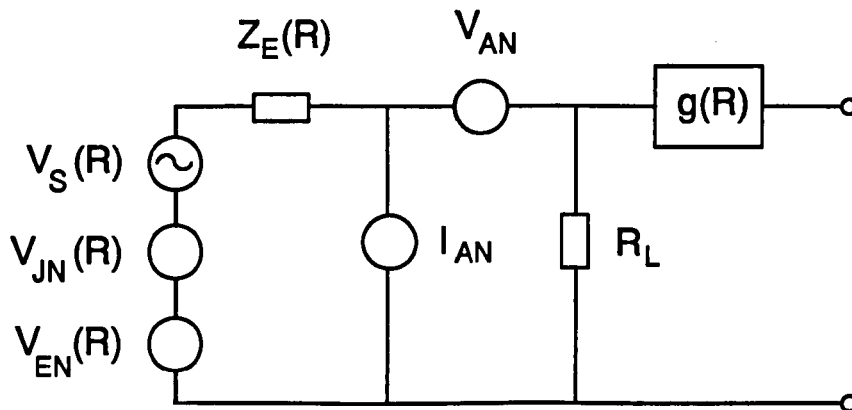 Z_E(R)
V_AN
g(R)
V_S(R)
V_JN(R)
I_AN
R_L
V_EN(R)